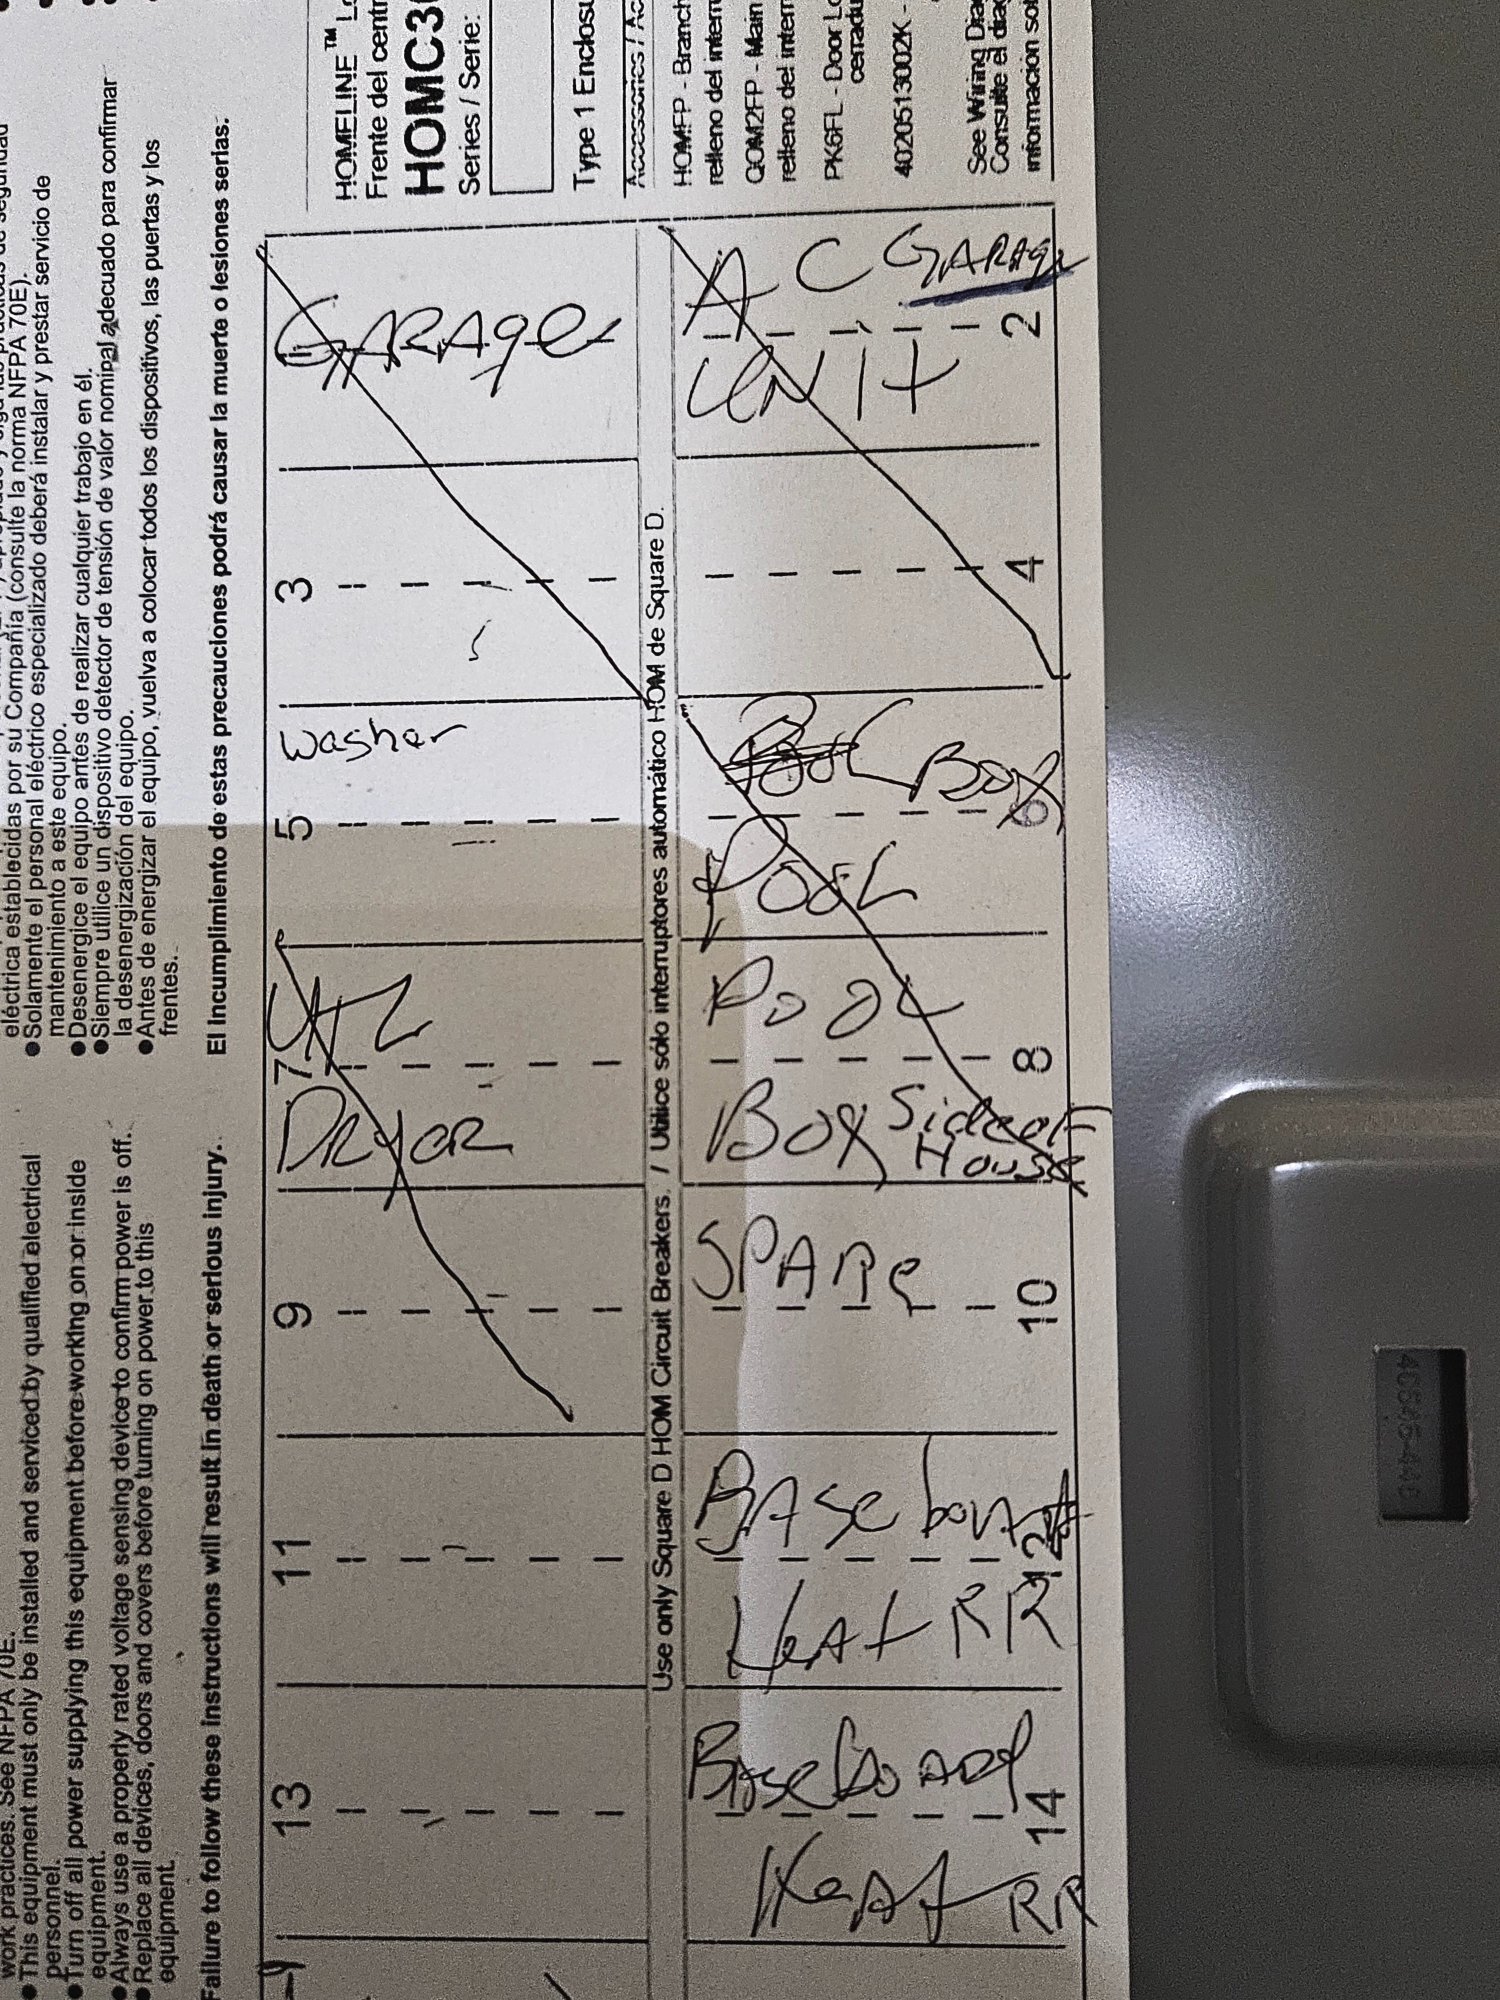 work practices. See NFPA 70E.
●This equipment must only be installed and serviced by qualified electrical
personnel.
●Turn off all power supplying this equipment before working on or inside
equipment.
●Always use a properly rated voltage sensing device to confirm power is off.
●Replace all devices, doors and covers before turning on power to this
equipment.
Failure to follow these instructions will result in death or serious injury.
eléctrica establecidas por su Compañía (consulte la norma NFPA 70E).
●Solamente el personal eléctrico especializado deberá instalar y prestar servicio de
mantenimiento a este equipo.
●Desenergice el equipo antes de realizar cualquier trabajo en él.
●Siempre utilice un dispositivo detector de tensión de valor nominal adecuado para confirmar
la desenergización del equipo.
●Antes de energizar el equipo, vuelva a colocar todos los dispositivos, las puertas y los
frentes.
El incumplimiento de estas precauciones podrá causar la muerte o lesiones serias.
HOMELINE™
Frente del
HOMC3
Series / Serie:
Type 1
Accessories /
HOMFP - Branch
relleno del
QOM2FP - Main
relleno del
PK6FL - Door
4020513002K -
See Wiring
Consulte el
información
13
11
9
7
UTL
DRyeR
5
washer
3
1
GARAge
Use only Square D HOM Circuit Breakers. / Utilice sólo interruptores automático HOM de Square D.
Baseboard
Heat RR
14
Baseboard
Heat RR
12
SPARe
10
POOL
Box Side of
House
8
Pool Box
POOL
6
4
A C GARAge
UNIT
2